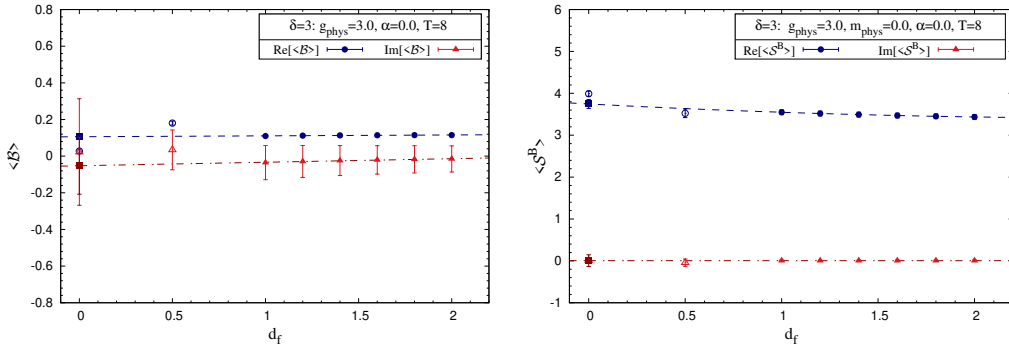 δ=3: g_phys=3.0, α=0.0, T=8
Re[<𝓑>] Im[<𝓑>]
0.8
0.6
0.4
0.2
0
-0.2
-0.4
-0.6
-0.8
<𝓑>
0 0.5 1 1.5 2
d_f
δ=3: g_phys=3.0, m_phys=0.0, α=0.0, T=8
Re[<𝓢^B>] Im[<𝓢^B>]
6
5
4
3
2
1
0
-1
<𝓢^B>
0 0.5 1 1.5 2
d_f